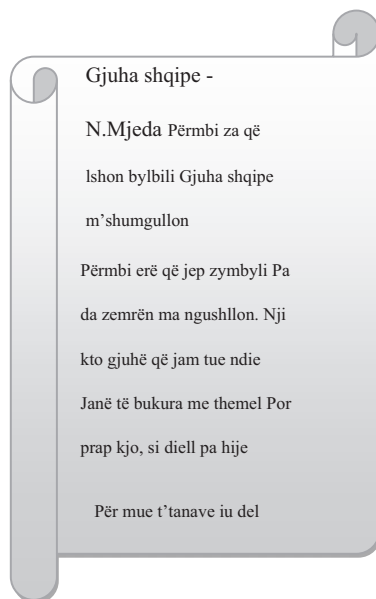 Gjuha shqipe -
N.Mjeda Përmbi za që
lshon bylbili Gjuha shqipe
m’shumgullon
Përmbi erë që jep zymbyli Pa
da zemrën ma ngushllon. Nji
kto gjuhë që jam tue ndie
Janë të bukura me themel Por
prap kjo, si diell pa hije
Për mue t’tanave iu del